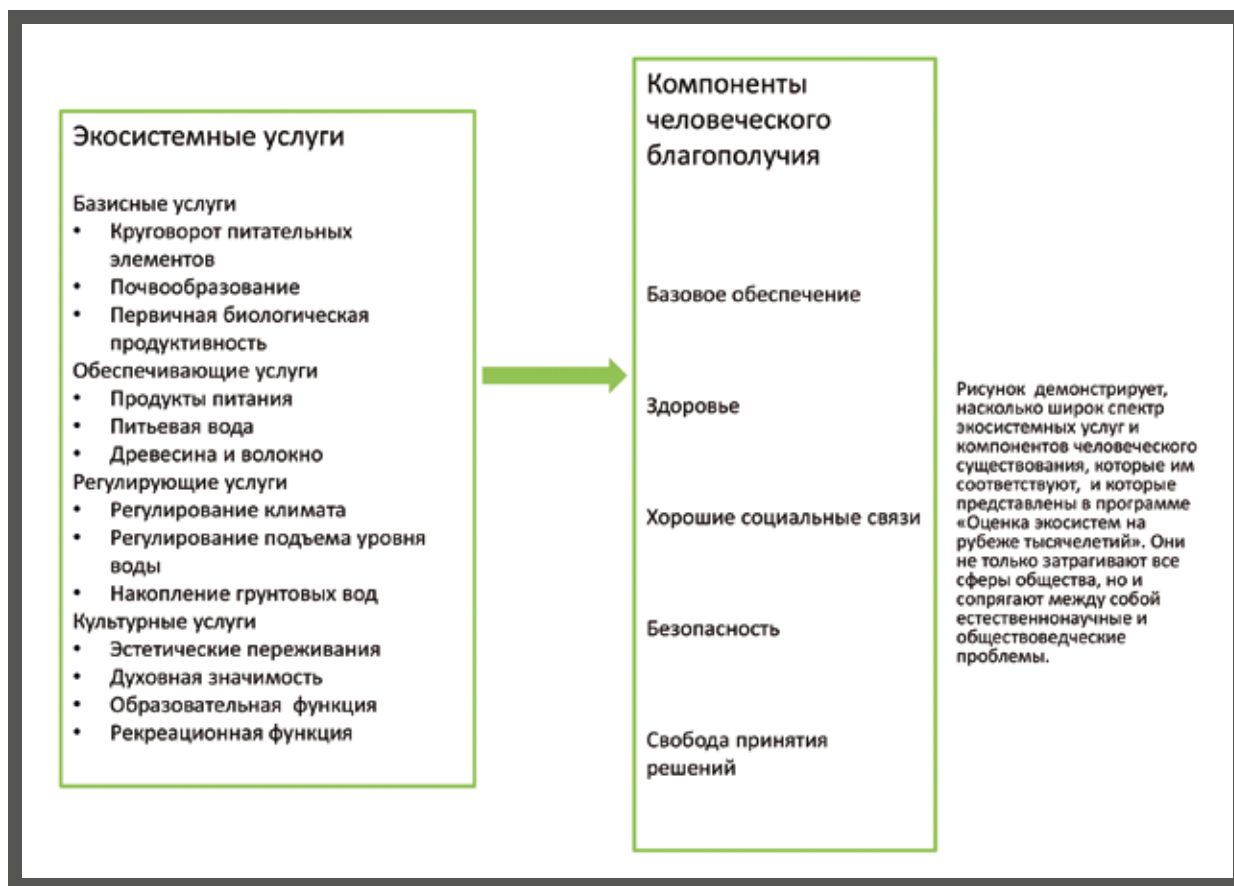 Экосистемные услуги
Базисные услуги
• Круговорот питательных
элементов
• Почвообразование
• Первичная биологическая
продуктивность
Обеспечивающие услуги
• Продукты питания
• Питьевая вода
• Древесина и волокно
Регулирующие услуги
• Регулирование климата
• Регулирование подъема уровня
воды
• Накопление грунтовых вод
Культурные услуги
• Эстетические переживания
• Духовная значимость
• Образовательная функция
• Рекреационная функция
Компоненты
человеческого
благополучия
Базовое обеспечение
Здоровье
Хорошие социальные связи
Безопасность
Свобода принятия
решений
Рисунок демонстрирует,
насколько широк спектр
экосистемных услуг и
компонентов человеческого
существования, которые им
соответствуют, и которые
представлены в программе
«Оценка экосистем на
рубеже тысячелетий». Они
не только затрагивают все
сферы общества, но и
сопрягают между собой
естественнонаучные и
обществоведческие
проблемы.